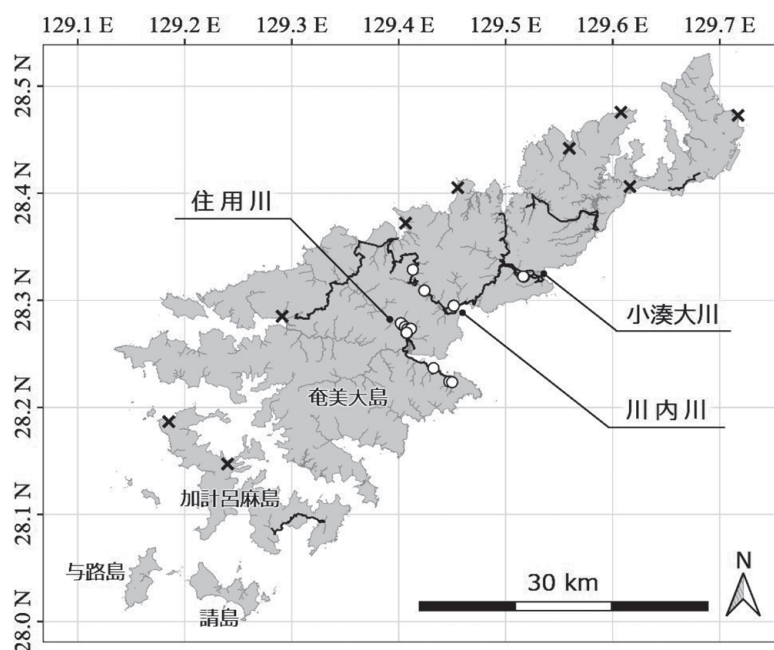 129.1 E 129.2 E 129.3 E 129.4 E 129.5 E 129.6 E 129.7 E
28.5 N
28.4 N
住用川
28.3 N
小湊大川
川内川
奄美大島
28.2 N
加計呂麻島
28.1 N
与路島
請島
30 km
N
28.0 N